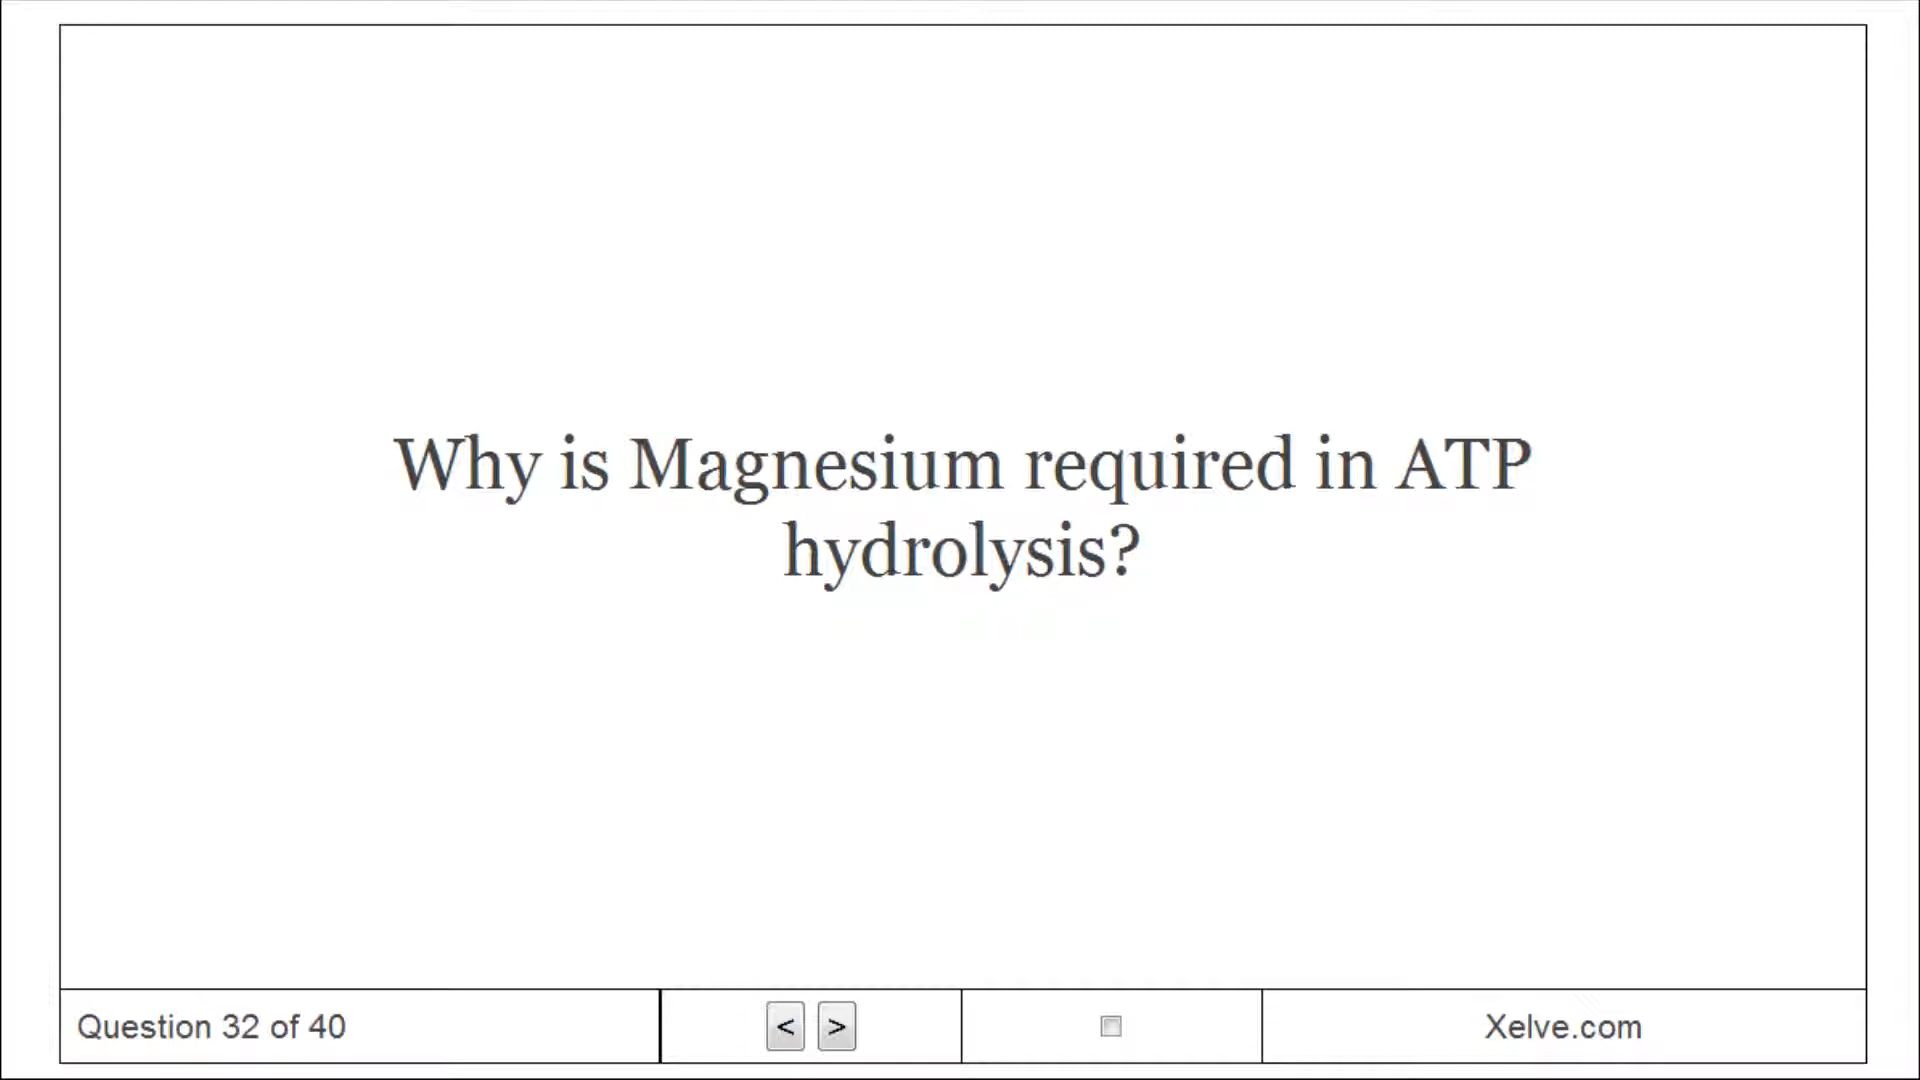 Why is Magnesium required in ATP
hydrolysis?
Question 32 of 40
< >
Xelve.com